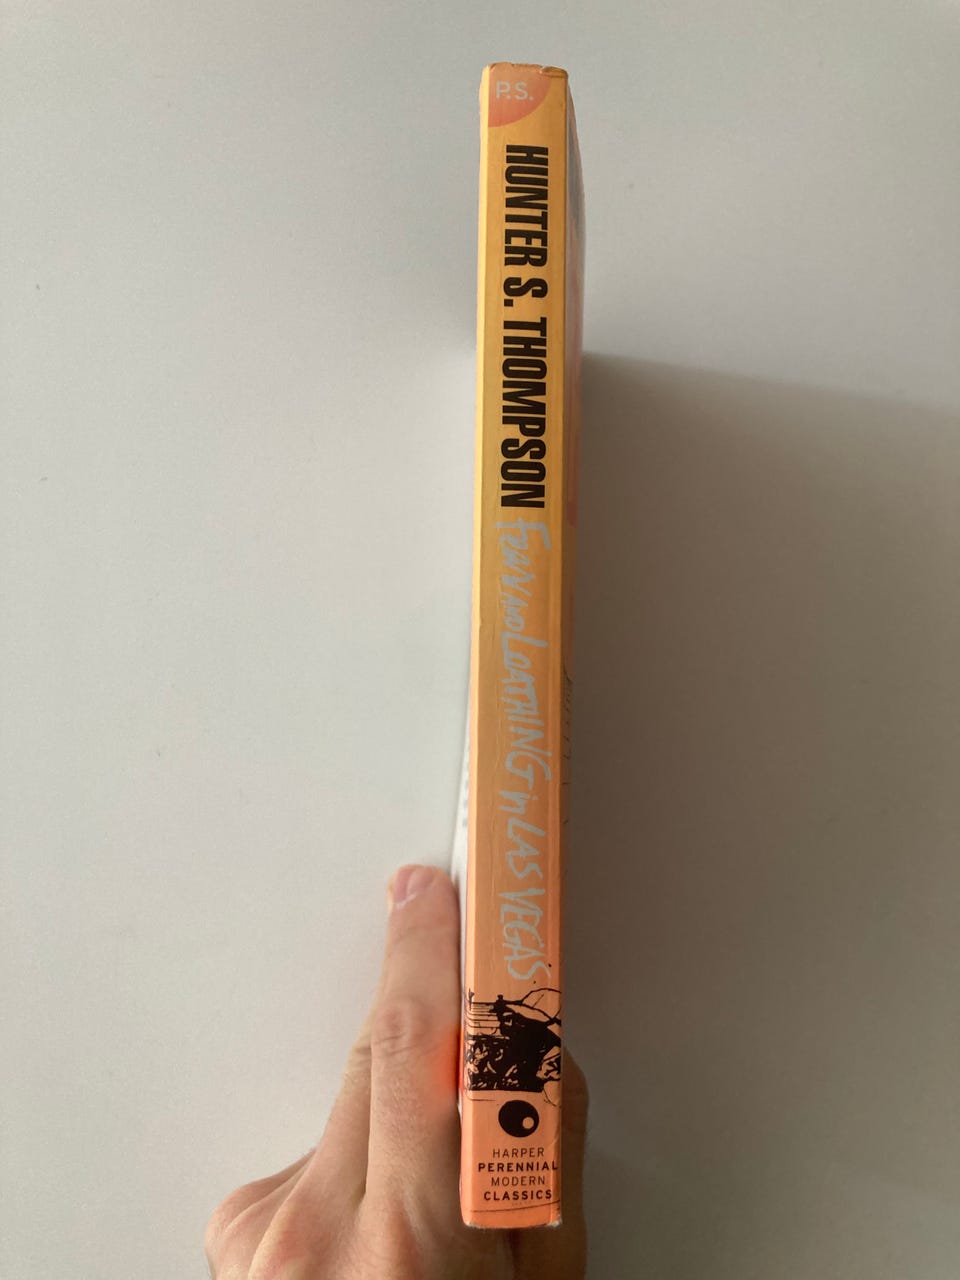 P.S.
HUNTER S. THOMPSON
FEAR AND LOATHING in LAS VEGAS
HARPER
PERENNIAL
MODERN
CLASSICS